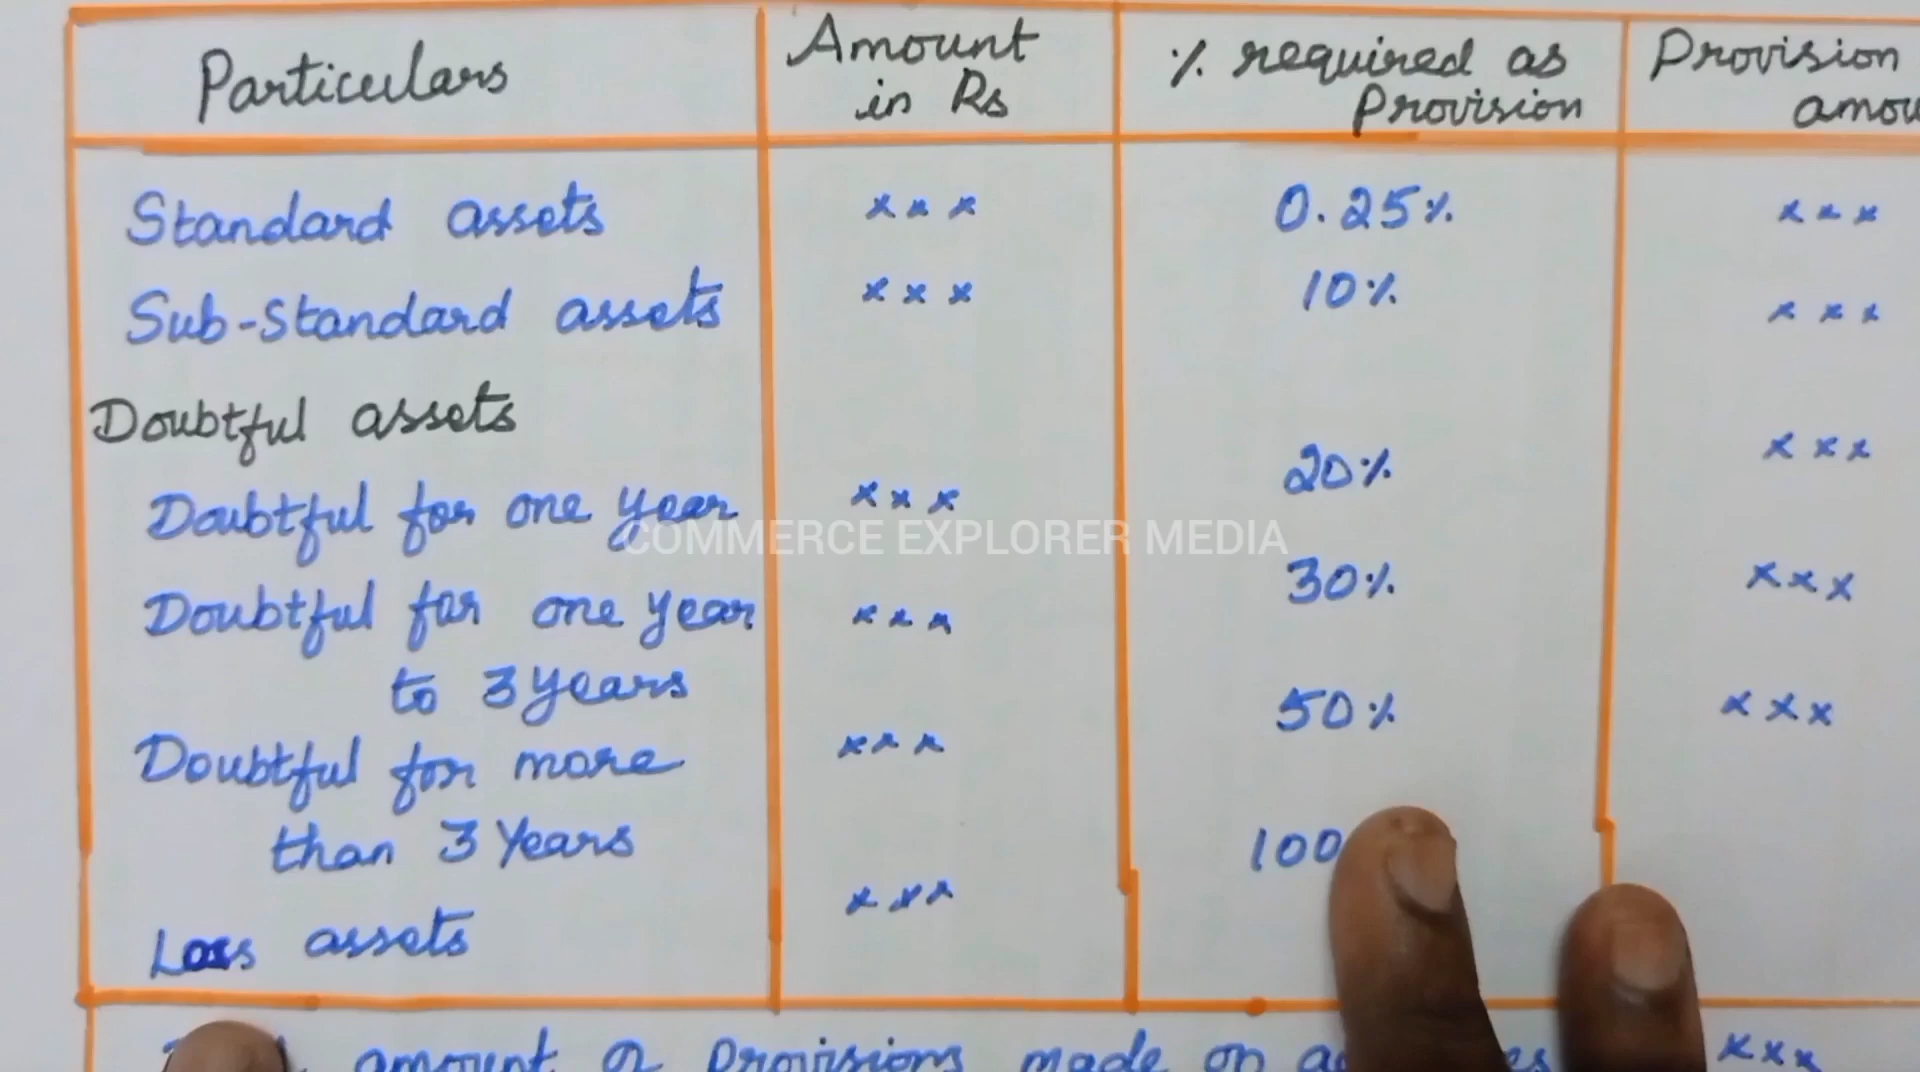 Particulars
Amount in Rs
% required as Provision
Provision
Standard assets xxx 0.25% xxx
Sub-Standard assets xxx 10% xxx
Doubtful assets
Doubtful for one year xxx 20% xxx
Doubtful for one year to 3 years xxx 30% xxx
Doubtful for more than 3 Years xxx 50% xxx
Loss assets xxx 100
amount of Provisions made on xxx
COMMERCE EXPLORER MEDIA